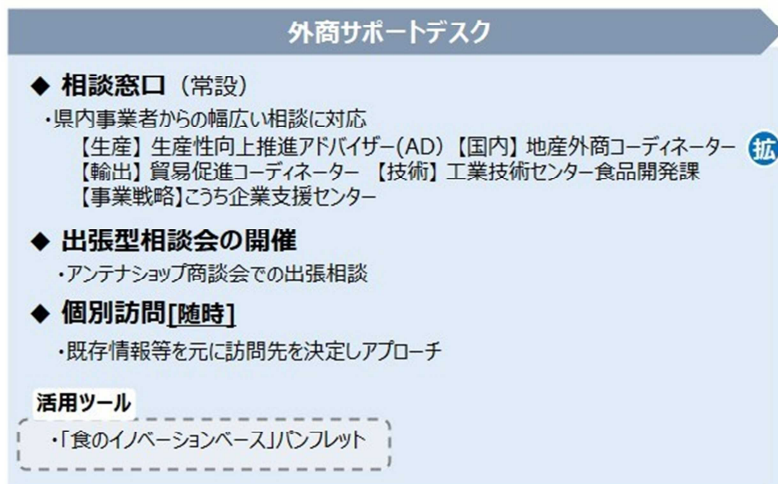 外商サポートデスク
◆ 相談窓口（常設）
・県内事業者からの幅広い相談に対応
【生産】 生産性向上推進アドバイザー(AD) 【国内】 地産外商コーディネーター 拡
【輸出】 貿易促進コーディネーター 【技術】 工業技術センター食品開発課
【事業戦略】こうち企業支援センター
◆ 出張型相談会の開催
・アンテナショップ商談会での出張相談
◆ 個別訪問[随時]
・既存情報等を元に訪問先を決定しアプローチ
活用ツール
・「食のイノベーションベース」パンフレット